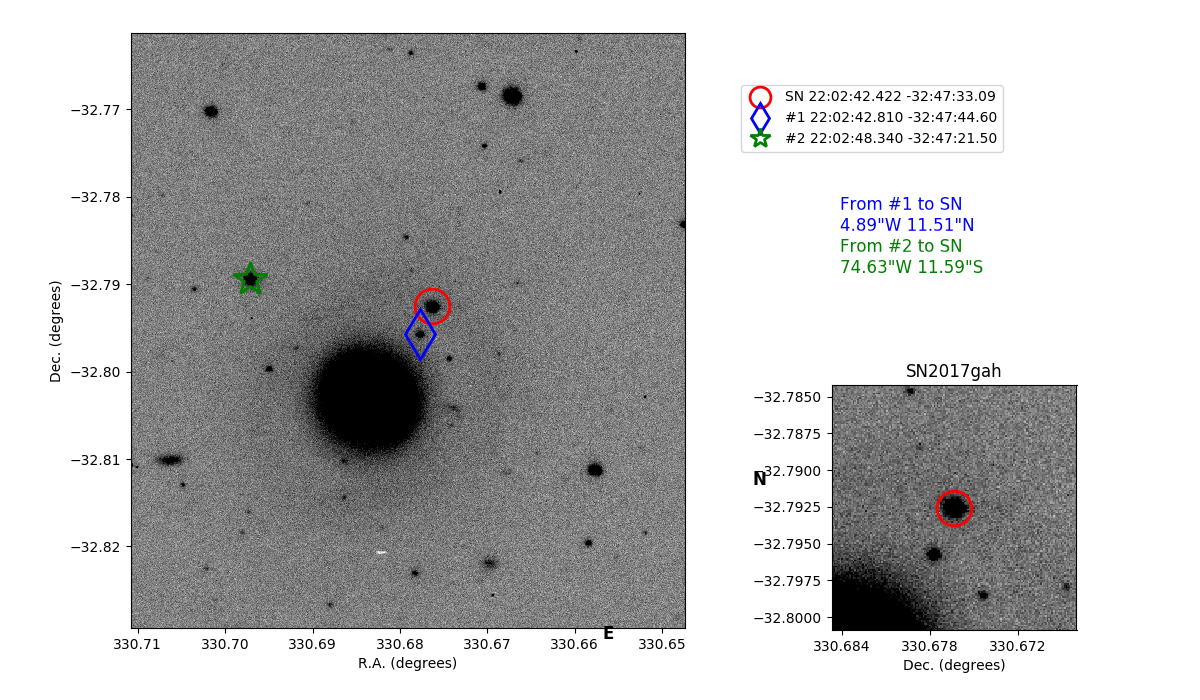 −32.77
−32.78
−32.79
−32.80
−32.81
−32.82
Dec. (degrees)
330.71 330.70 330.69 330.68 330.67 330.66 330.65
E
R.A. (degrees)
SN 22:02:42.422 -32:47:33.09
#1 22:02:42.810 -32:47:44.60
#2 22:02:48.340 -32:47:21.50
From #1 to SN
4.89"W 11.51"N
From #2 to SN
74.63"W 11.59"S
SN2017gah
−32.7850
−32.7875
−32.7900
N
−32.7925
−32.7950
−32.7975
−32.8000
330.684 330.678 330.672
Dec. (degrees)